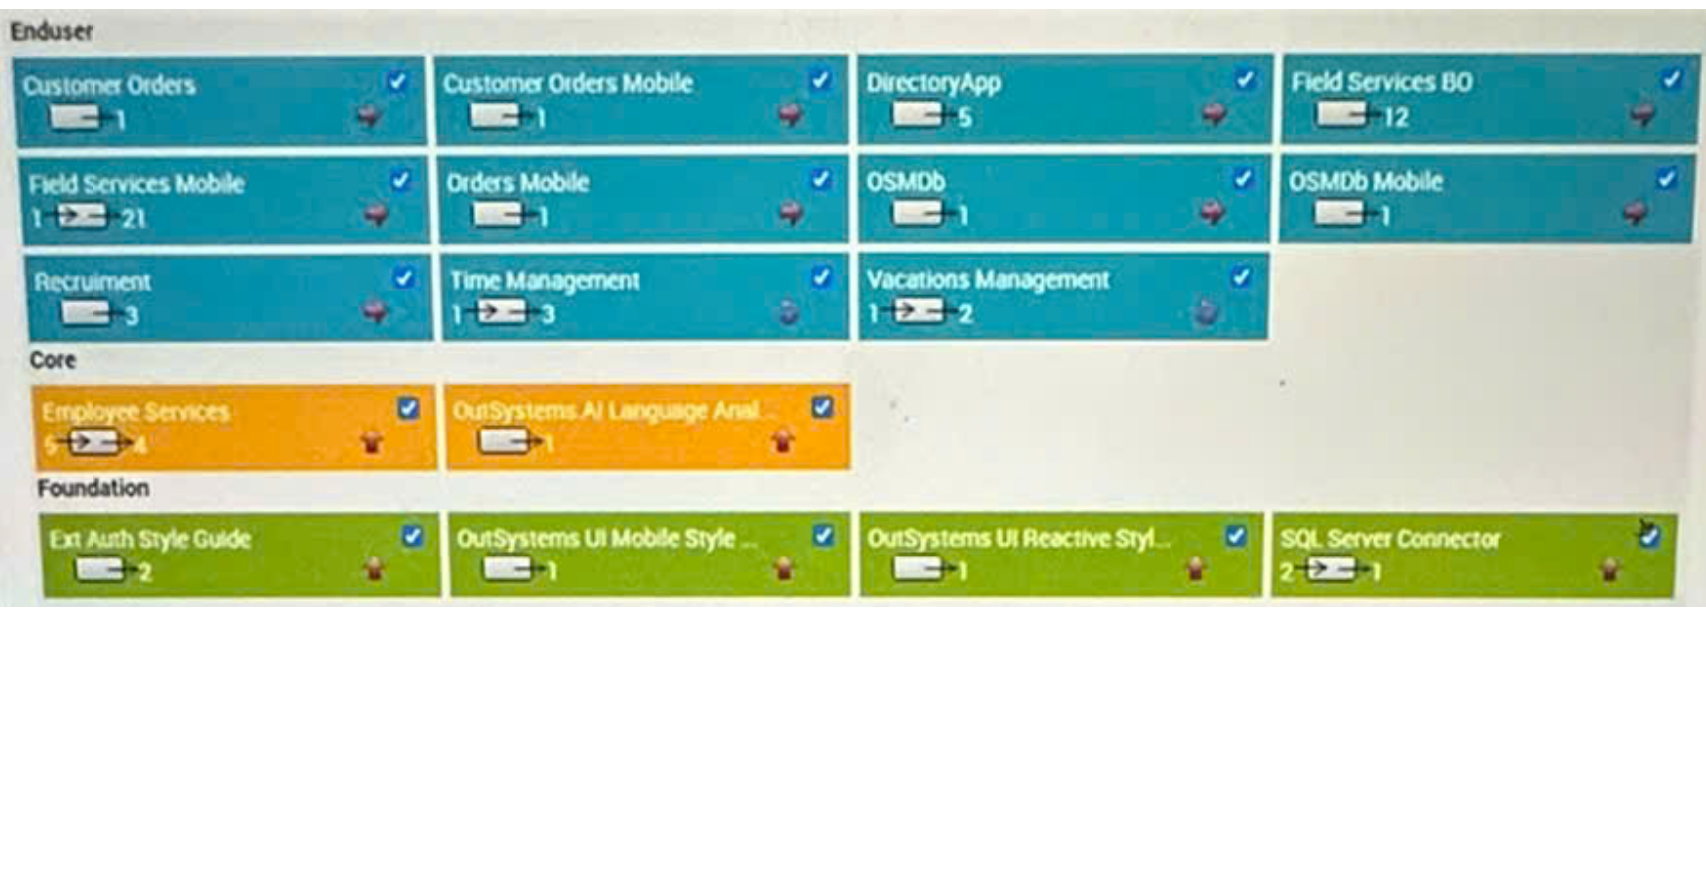 Enduser
Customer Orders
1
Customer Orders Mobile
1
DirectoryApp
5
Field Services BO
12
Field Services Mobile
1 21
Orders Mobile
1
OSMDb
1
OSMDb Mobile
1
Recruiment
3
Time Management
1 3
Vacations Management
1 2
Core
Employee Services
5 4
OutSystems.AI Language Anal...
1
Foundation
Ext Auth Style Guide
2
OutSystems UI Mobile Style ...
1
OutSystems UI Reactive Styl...
1
SQL Server Connector
2 1